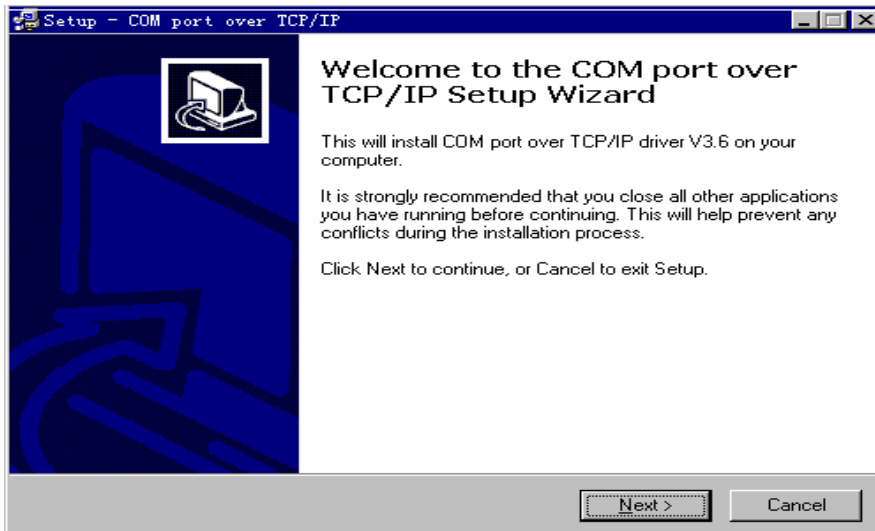 Setup - COM port over TCP/IP
Welcome to the COM port over
TCP/IP Setup Wizard
This will install COM port over TCP/IP driver V3.6 on your
computer.
It is strongly recommended that you close all other applications
you have running before continuing. This will help prevent any
conflicts during the installation process.
Click Next to continue, or Cancel to exit Setup.
Next >
Cancel